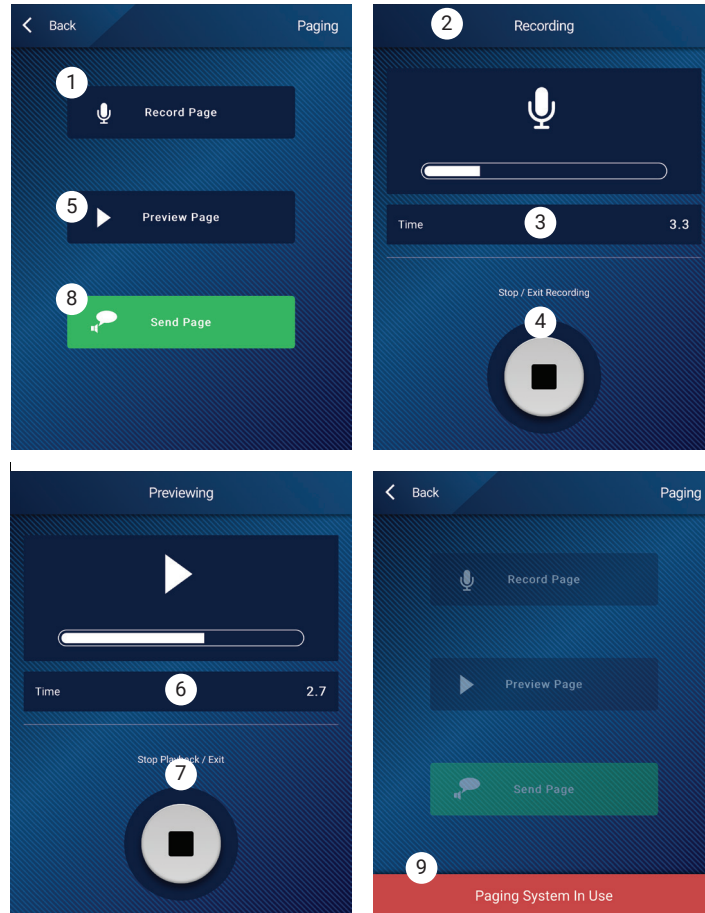 Back Paging
1
Record Page
5
Preview Page
8
Send Page
2
Recording
Time 3 3.3
Stop / Exit Recording
4
Previewing
Time 6 2.7
Stop Playback / Exit
7
Back Paging
Record Page
Preview Page
Send Page
9
Paging System In Use